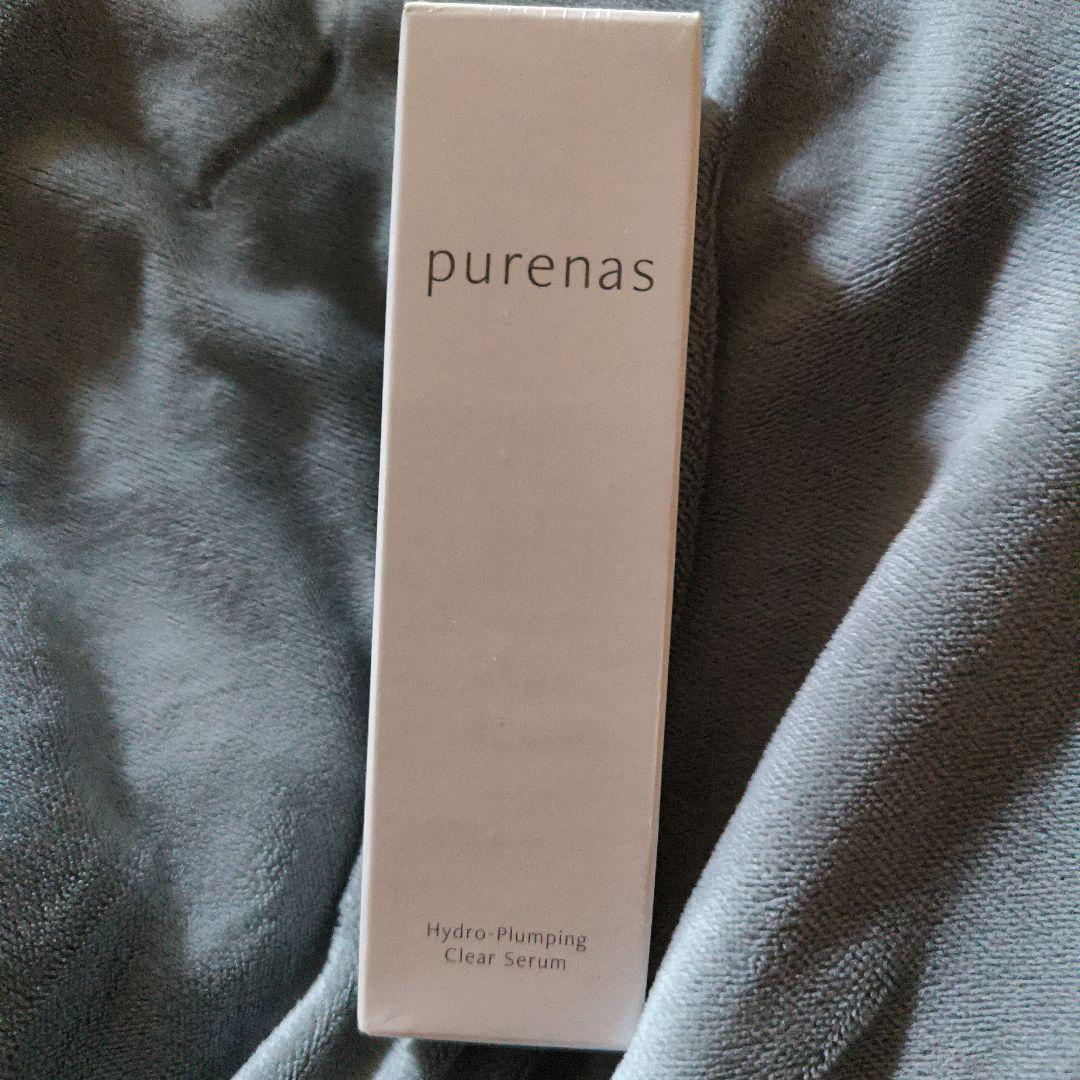 purenas
Hydro-Plumping
Clear Serum